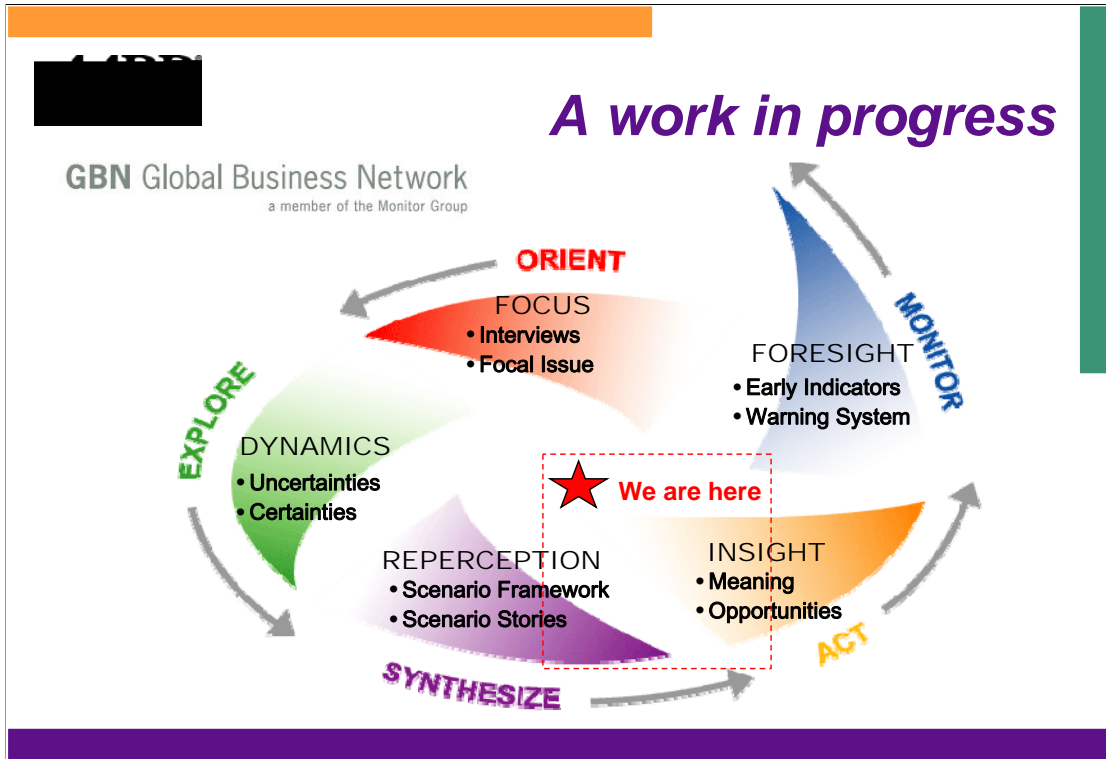 A work in progress
GBN Global Business Network
a member of the Monitor Group
ORIENT
FOCUS
• Interviews
• Focal Issue
MONITOR
FORESIGHT
• Early Indicators
• Warning System
EXPLORE
DYNAMICS
• Uncertainties
• Certainties
We are here
REPERCEPTION
• Scenario Framework
• Scenario Stories
SYNTHESIZE
INSIGHT
• Meaning
• Opportunities
ACT